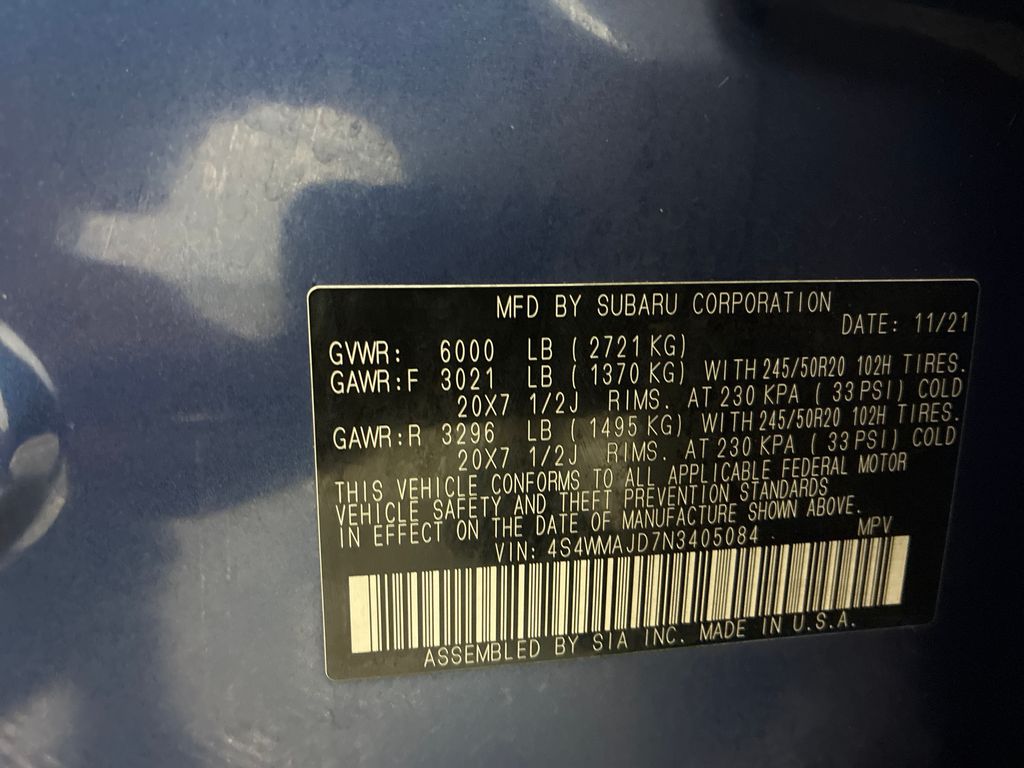 MFD BY SUBARU CORPORATION
DATE: 11/21
GVWR: 6000 LB ( 2721 KG)
GAWR:F 3021 LB ( 1370 KG) WITH 245/50R20 102H TIRES.
20X7 1/2J RIMS. AT 230 KPA ( 33 PSI) COLD
GAWR:R 3296 LB ( 1495 KG) WITH 245/50R20 102H TIRES.
20X7 1/2J RIMS. AT 230 KPA ( 33 PSI) COLD
THIS VEHICLE CONFORMS TO ALL APPLICABLE FEDERAL MOTOR
VEHICLE SAFETY AND THEFT PREVENTION STANDARDS
IN EFFECT ON THE DATE OF MANUFACTURE SHOWN ABOVE.
VIN: 4S4WMAJD7N3405084 MPV
ASSEMBLED BY SIA INC. MADE IN U.S.A.